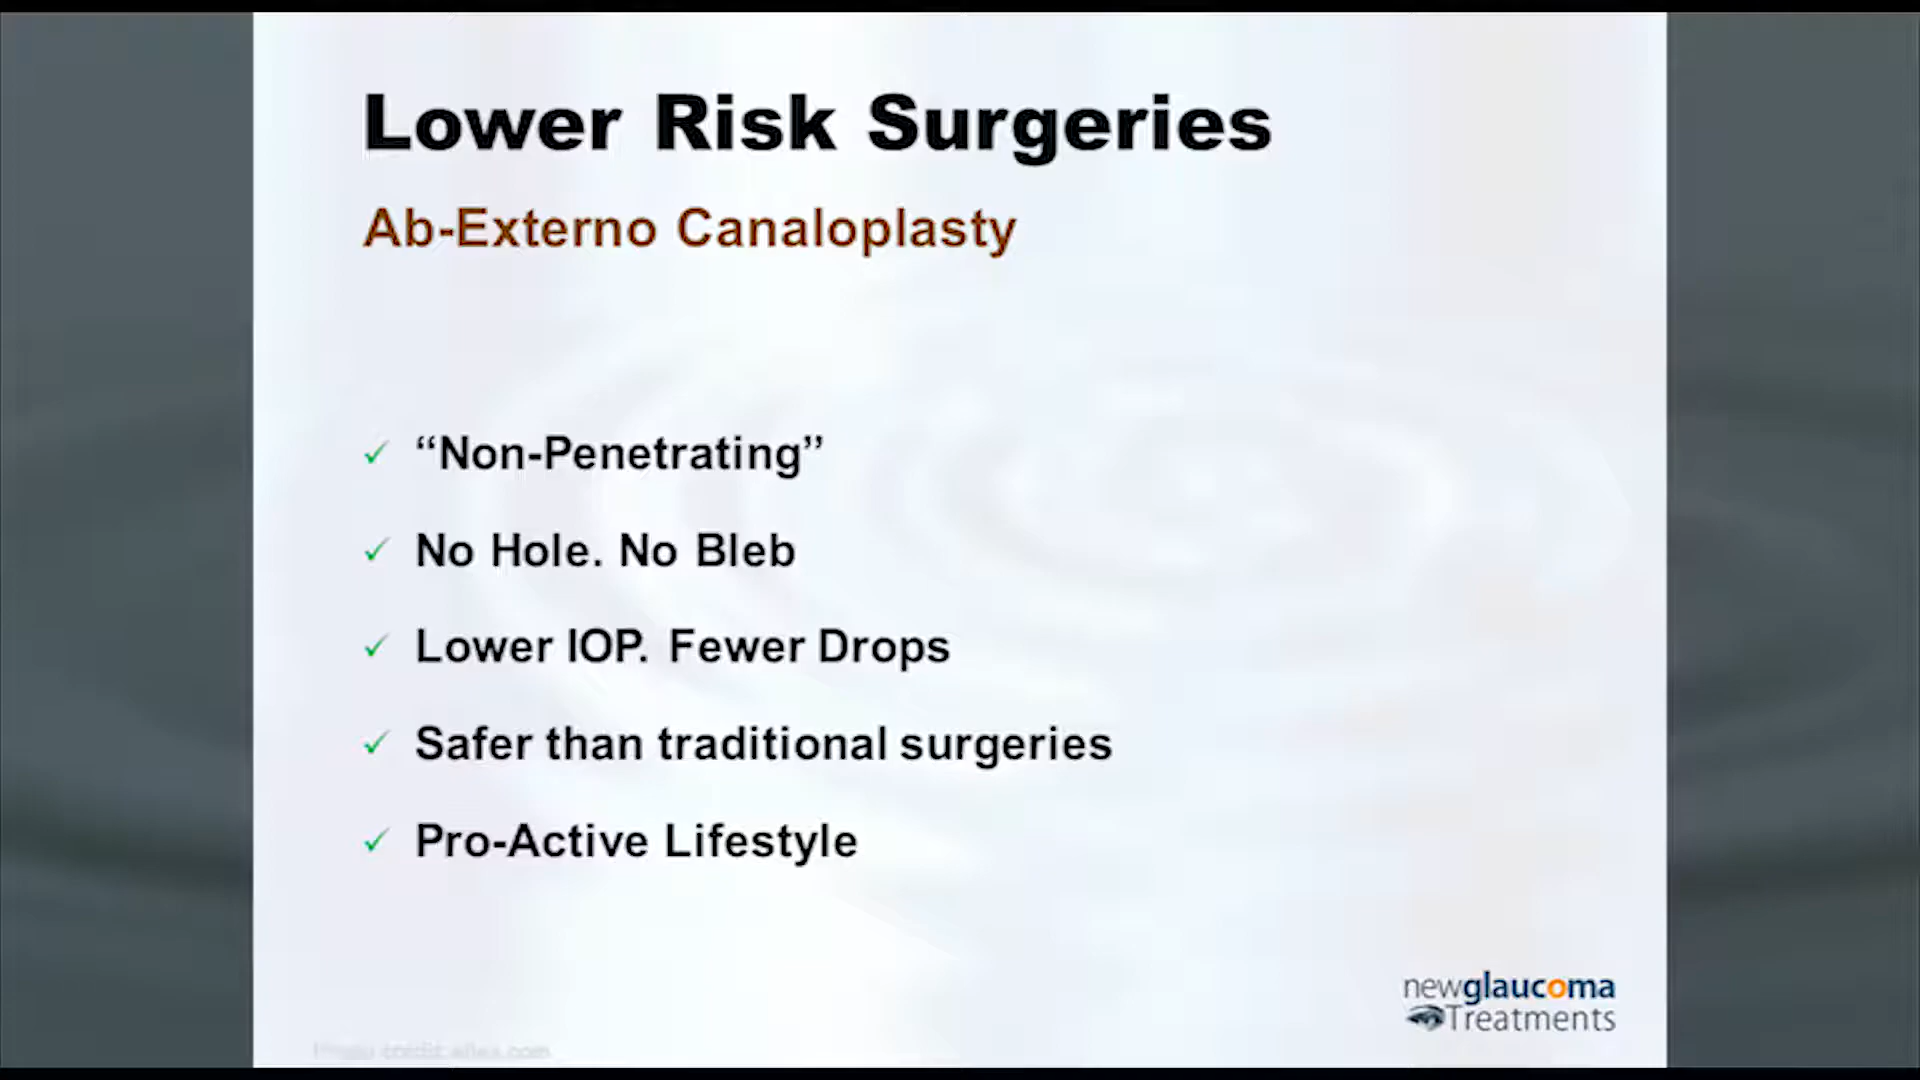 Lower Risk Surgeries
Ab-Externo Canaloplasty
“Non-Penetrating”
No Hole. No Bleb
Lower IOP. Fewer Drops
Safer than traditional surgeries
Pro-Active Lifestyle
newglaucoma
Treatments
credit